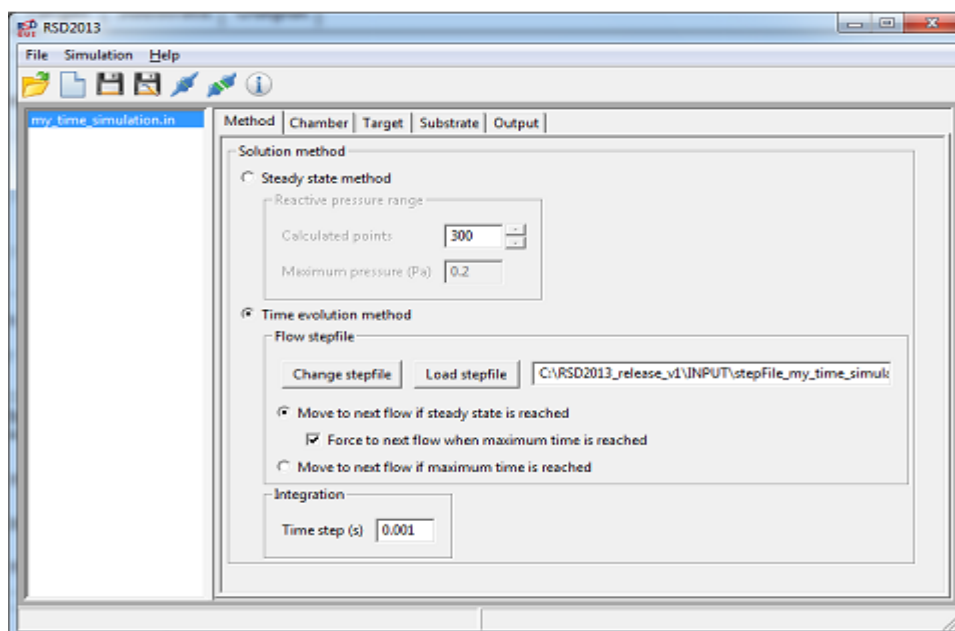 RSD2013
File Simulation Help
my_time_simulation.in
Method Chamber Target Substrate Output
Solution method
Steady state method
Reactive pressure range
Calculated points 300
Maximum pressure (Pa) 0.2
Time evolution method
Flow stepfile
Change stepfile Load stepfile C:\RSD2013_release_v1\INPUT\stepFile_my_time_simula
Move to next flow if steady state is reached
Force to next flow when maximum time is reached
Move to next flow if maximum time is reached
Integration
Time step (s) 0.001